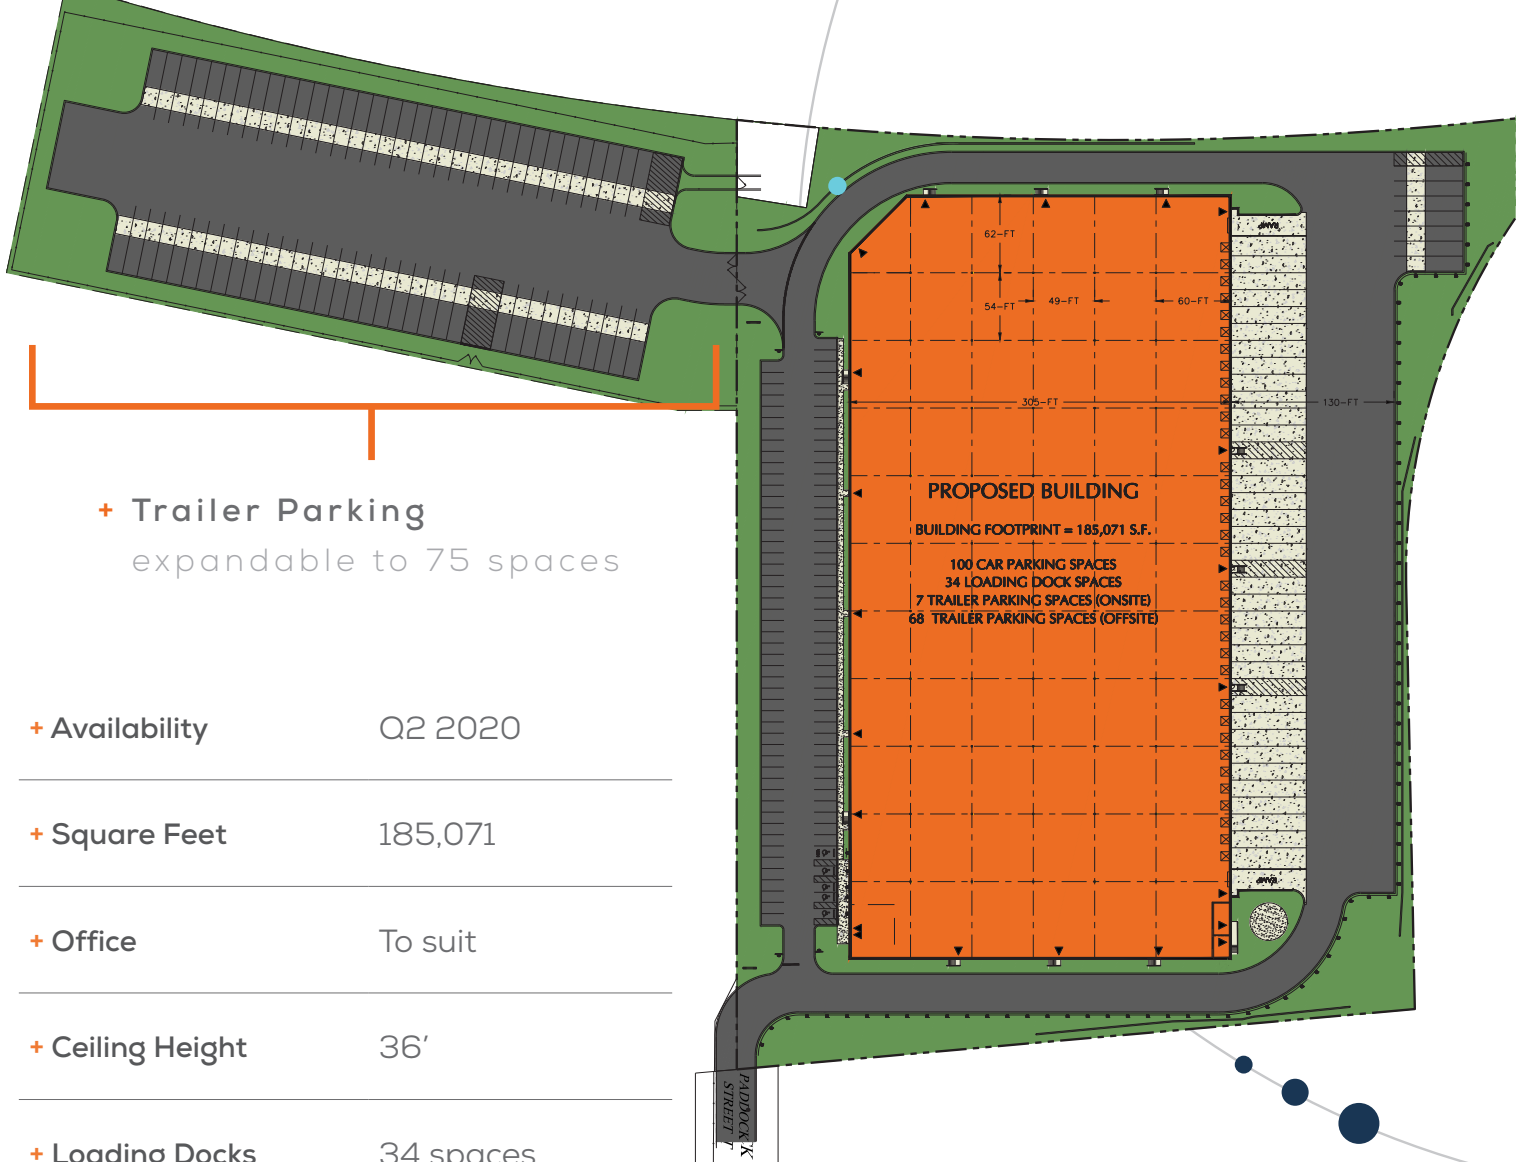 RAMP
62-FT
54-FT
49-FT
60-FT
305-FT
130-FT
PROPOSED BUILDING
BUILDING FOOTPRINT = 185,071 S.F.
100 CAR PARKING SPACES
34 LOADING DOCK SPACES
7 TRAILER PARKING SPACES (ONSITE)
68 TRAILER PARKING SPACES (OFFSITE)
RAMP
+ Trailer Parking
expandable to 75 spaces
+ Availability Q2 2020
+ Square Feet 185,071
+ Office To suit
+ Ceiling Height 36'
+ Loading Docks 34 spaces
PADDOCK
STREET